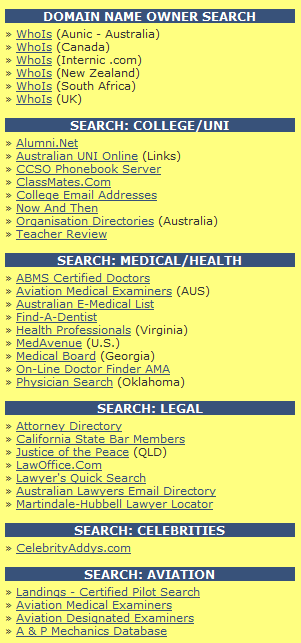 DOMAIN NAME OWNER SEARCH
» WhoIs (Aunic - Australia)
» WhoIs (Canada)
» WhoIs (Internic .com)
» WhoIs (New Zealand)
» WhoIs (South Africa)
» WhoIs (UK)
SEARCH: COLLEGE/UNI
» Alumni.Net
» Australian UNI Online (Links)
» CCSO Phonebook Server
» ClassMates.Com
» College Email Addresses
» Now And Then
» Organisation Directories (Australia)
» Teacher Review
SEARCH: MEDICAL/HEALTH
» ABMS Certified Doctors
» Aviation Medical Examiners (AUS)
» Australian E-Medical List
» Find-A-Dentist
» Health Professionals (Virginia)
» MedAvenue (U.S.)
» Medical Board (Georgia)
» On-Line Doctor Finder AMA
» Physician Search (Oklahoma)
SEARCH: LEGAL
» Attorney Directory
» California State Bar Members
» Justice of the Peace (QLD)
» LawOffice.Com
» Lawyer's Quick Search
» Australian Lawyers Email Directory
» Martindale-Hubbell Lawyer Locator
SEARCH: CELEBRITIES
» CelebrityAddys.com
SEARCH: AVIATION
» Landings - Certified Pilot Search
» Aviation Medical Examiners
» Aviation Designated Examiners
» A & P Mechanics Database